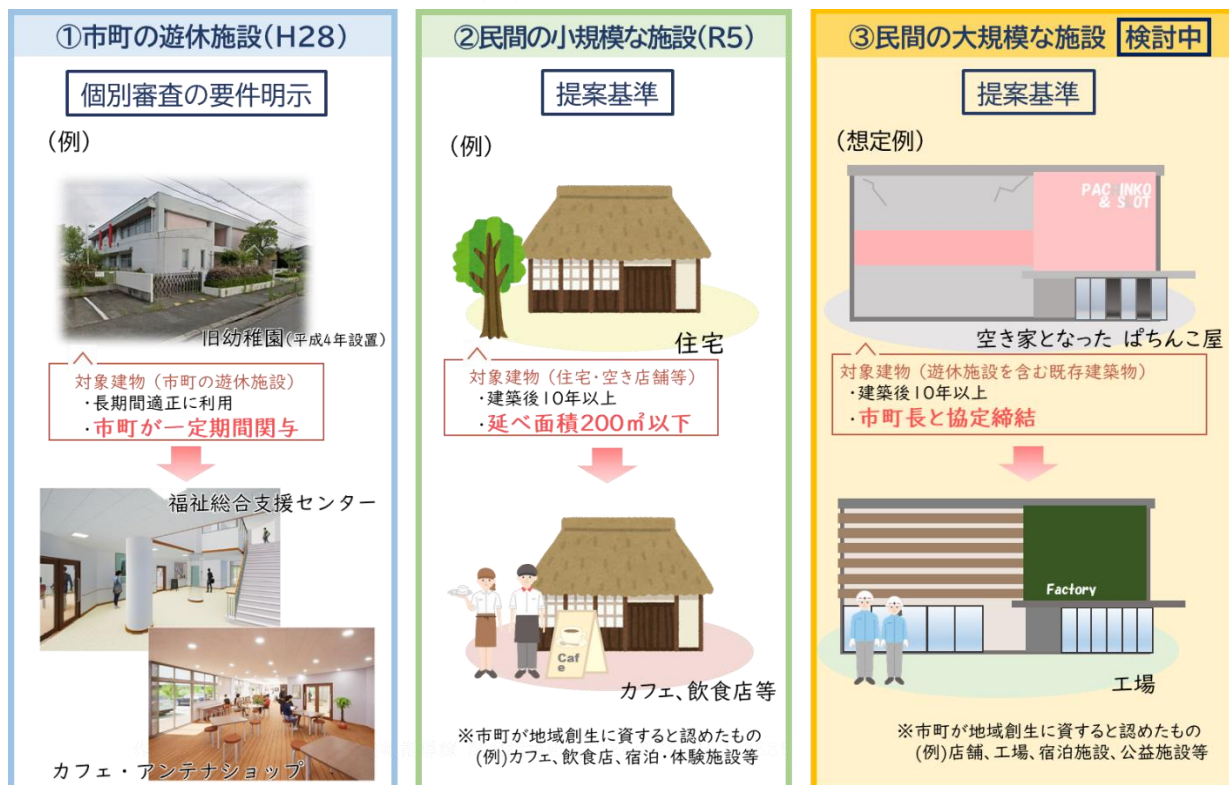 ①市町の遊休施設(H28)
個別審査の要件明示
(例)
旧幼稚園(平成4年設置)
対象建物(市町の遊休施設)
・長期間適正に利用
・市町が一定期間関与
福祉総合支援センター
カフェ・アンテナショップ
②民間の小規模な施設(R5)
提案基準
(例)
住宅
対象建物(住宅・空き店舗等)
・建築後10年以上
・延べ面積200㎡以下
Caf
e
カフェ、飲食店等
※市町が地域創生に資すると認めたもの
(例)カフェ、飲食店、宿泊・体験施設等
③民間の大規模な施設 検討中
提案基準
(想定例)
PACHINKO
& SLOT
空き家となった ぱちんこ屋
対象建物(遊休施設を含む既存建築物)
・建築後10年以上
・市町長と協定締結
Factory
工場
※市町が地域創生に資すると認めたもの
(例)店舗、工場、宿泊施設、公益施設等